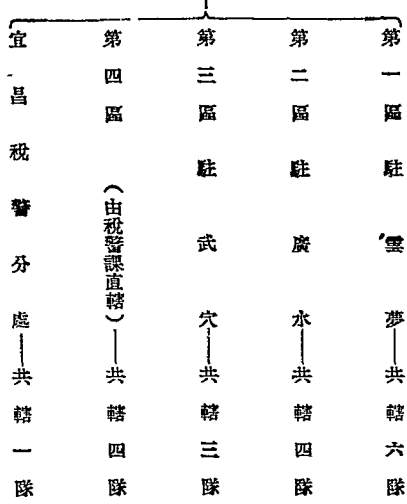 第一區駐雲夢——共轄六隊
第二區駐廣水——共轄四隊
第三區駐武穴——共轄三隊
第四區（由稅警課直轄）——共轄四隊
宜昌稅警分處——共轄一隊